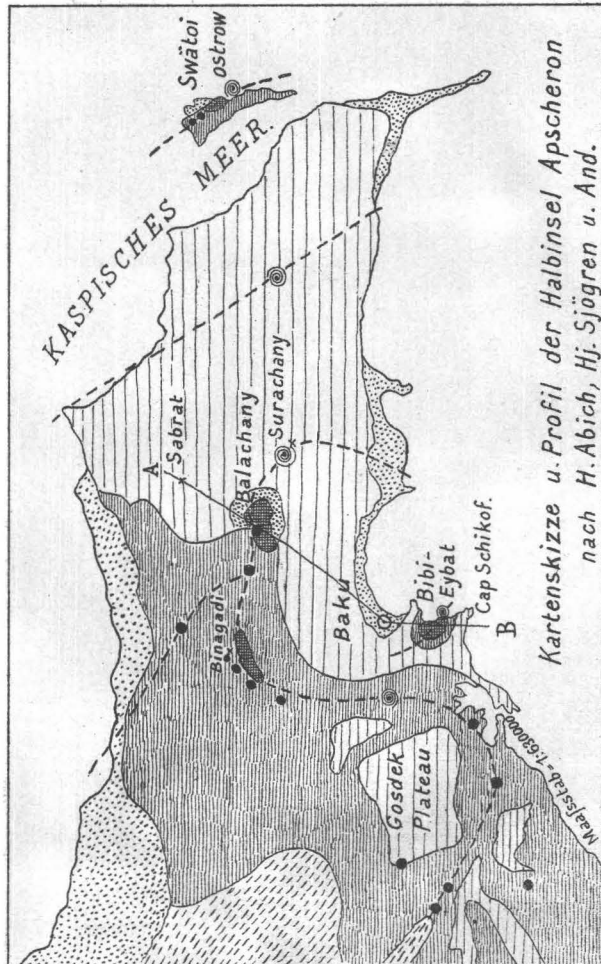 Swätoi
ostrow
KASPISCHES MEER.
A
Sabrat
Balachany
Surachany
Binagadi
Baku
Bibi-
Eybat
Cap Schikof.
B
Gosdek
Plateau
Maaſsstab = 1:630000
Kartenskizze u. Profil der Halbinsel Apscheron
nach H. Abich, Hj. Sjögren u. And.